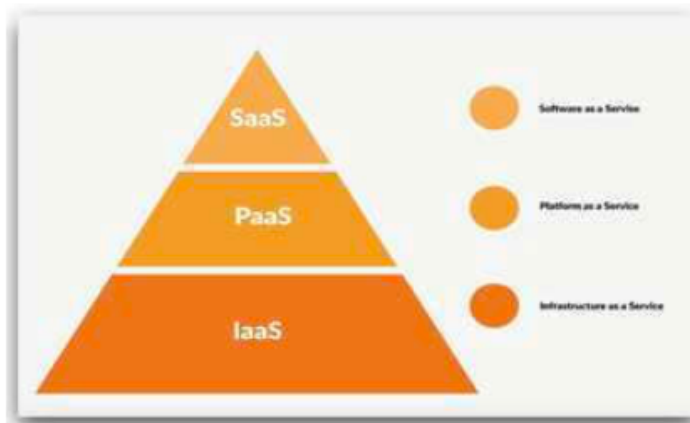 SaaS
Software as a Service
PaaS
Platform as a Service
IaaS
Infrastructure as a Service